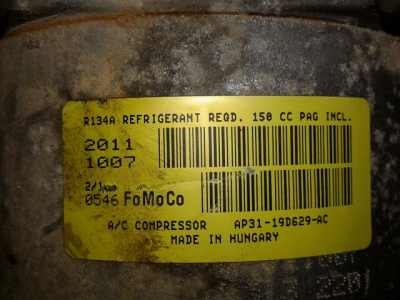 R134A REFRIGERANT REQD. 150 CC PAG INCL.
2011
1007
0546 FoMoCo
A/C COMPRESSOR AP31-19D629-AC
MADE IN HUNGARY